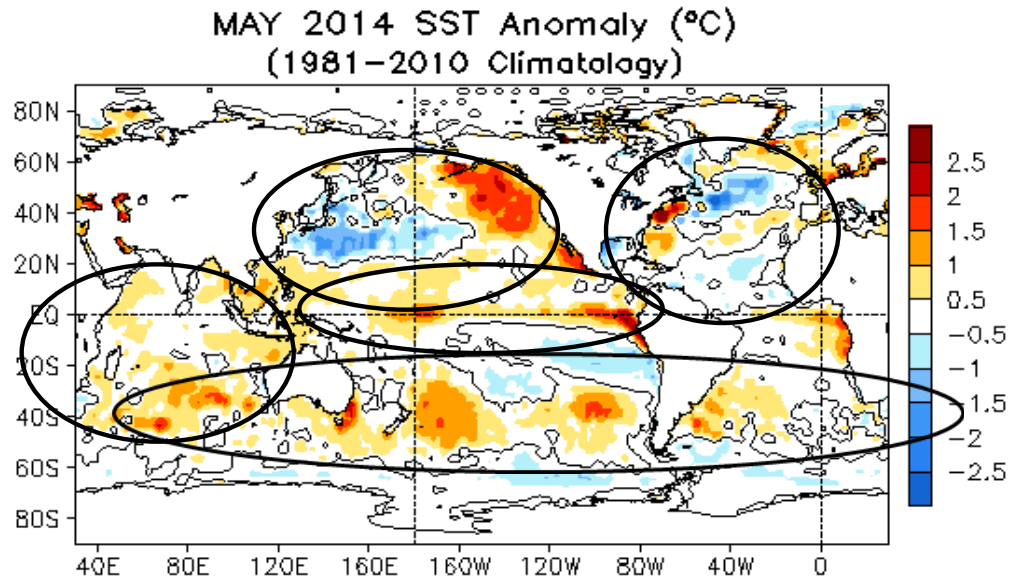 MAY 2014 SST Anomaly (°C)
(1981-2010 Climatology)
80N
60N
40N
20N
EQ
20S
40S
60S
80S
40E 80E 120E 160E 160W 120W 80W 40W 0
2.5
2
1.5
1
0.5
-0.5
-1
-1.5
-2
-2.5